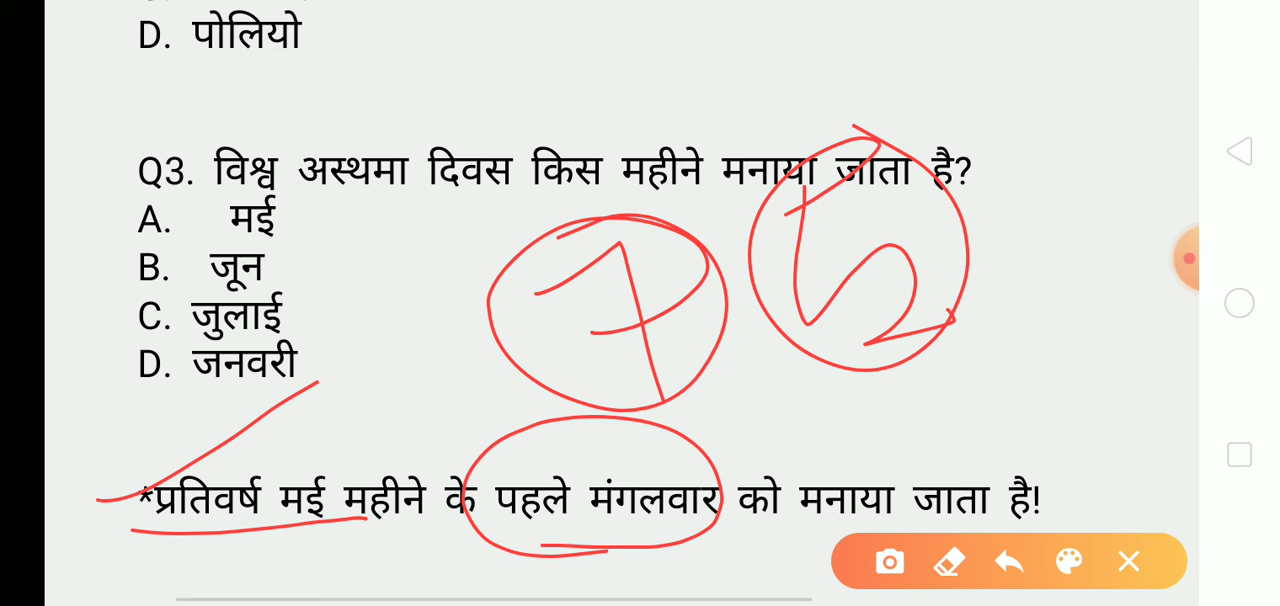 D. पोलियो
Q3. विश्व अस्थमा दिवस किस महीने मनाया जाता है?
A. मई
B. जून
C. जुलाई
D. जनवरी
*प्रतिवर्ष मई महीने के पहले मंगलवार को मनाया जाता है!